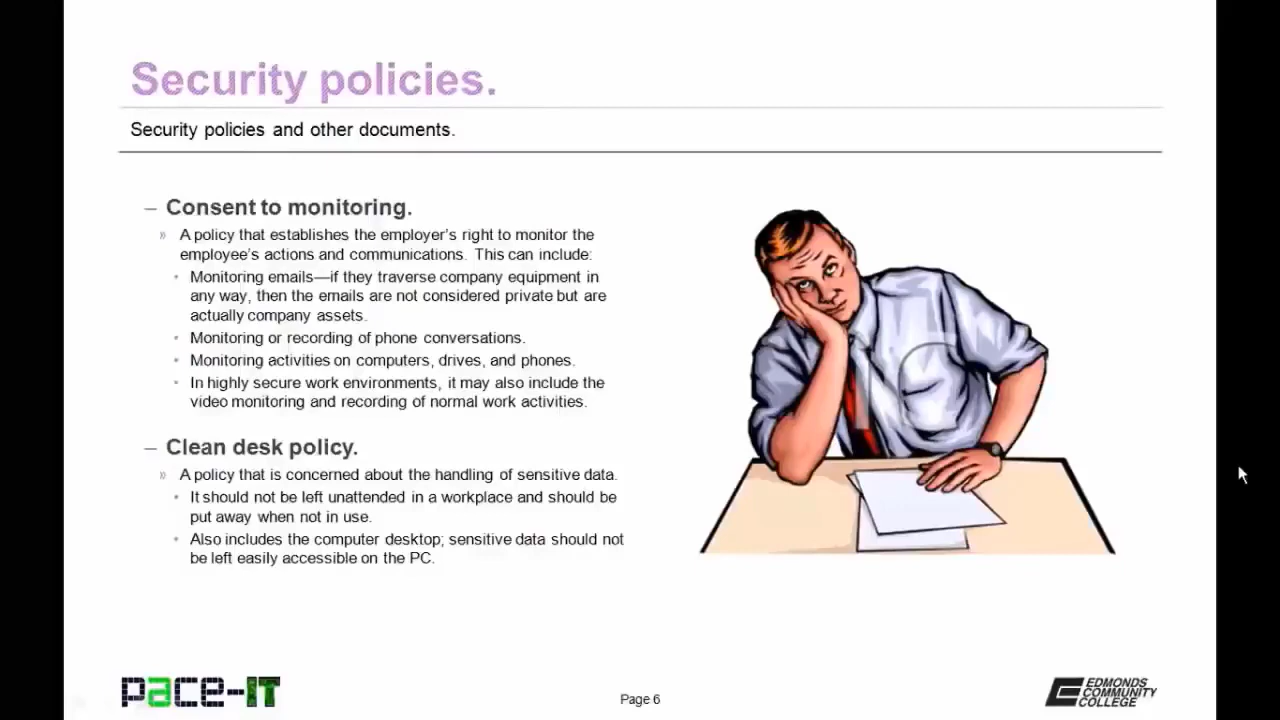 Security policies.
Security policies and other documents.
– Consent to monitoring.
» A policy that establishes the employer's right to monitor the
employee's actions and communications. This can include:
• Monitoring emails—if they traverse company equipment in
any way, then the emails are not considered private but are
actually company assets.
• Monitoring or recording of phone conversations.
• Monitoring activities on computers, drives, and phones.
• In highly secure work environments, it may also include the
video monitoring and recording of normal work activities.
– Clean desk policy.
» A policy that is concerned about the handling of sensitive data.
• It should not be left unattended in a workplace and should be
put away when not in use.
• Also includes the computer desktop; sensitive data should not
be left easily accessible on the PC.
pace-IT
Page 6
EDMONDS
COMMUNITY
COLLEGE